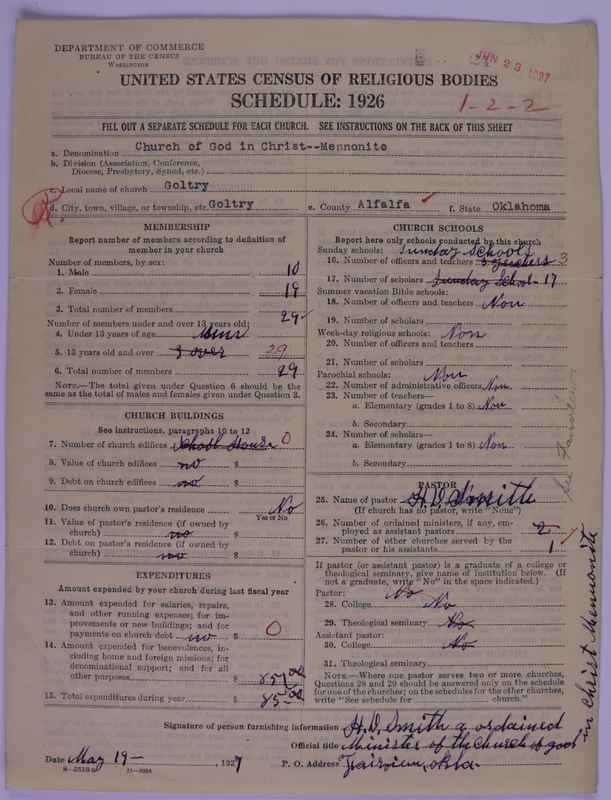 DEPARTMENT OF COMMERCE
BUREAU OF THE CENSUS
WASHINGTON
JUN 23 1927
UNITED STATES CENSUS OF RELIGIOUS BODIES
SCHEDULE: 1926
1-2-2
FILL OUT A SEPARATE SCHEDULE FOR EACH CHURCH. SEE INSTRUCTIONS ON THE BACK OF THIS SHEET
a. Denomination Church of God in Christ--Mennonite
b. Division (Association, Conference,
Diocese, Presbytery, Synod, etc.)
c. Local name of church Goltry
d. City, town, village, or township, etc. Goltry e. County Alfalfa f. State Oklahoma
MEMBERSHIP
Report number of members according to definition of
member in your church
Number of members, by sex:
1. Male 10
2. Female 19
3. Total number of members 29
Number of members under and over 13 years old:
4. Under 13 years of age
5. 13 years old and over 29
6. Total number of members 29
NOTE.—The total given under Question 6 should be the
same as the total of males and females given under Question 3.
CHURCH BUILDINGS
See instructions, paragraphs 10 to 12
7. Number of church edifices School House 0
8. Value of church edifices no $
9. Debt on church edifices no $
10. Does church own pastor's residence No
Yes or No
11. Value of pastor's residence (if owned by
church) no $
12. Debt on pastor's residence (if owned by
church) no $
EXPENDITURES
Amount expended by your church during last fiscal year
13. Amount expended for salaries, repairs,
and other running expenses; for im-
provements or new buildings; and for
payments on church debt no $ 0
14. Amount expended for benevolences, in-
cluding home and foreign missions; for
denominational support; and for all
other purposes $ 85.00
15. Total expenditures during year $ 85.00
CHURCH SCHOOLS
Report here only schools conducted by this church
Sunday schools: Sunday Schools
16. Number of officers and teachers 3 Teachers 3
17. Number of scholars Sunday School - 17
Summer vacation Bible schools:
18. Number of officers and teachers Non
19. Number of scholars
Week-day religious schools: Non
20. Number of officers and teachers
21. Number of scholars
Parochial schools: Non
22. Number of administrative officers Non
23. Number of teachers—
a. Elementary (grades 1 to 8) Non
b. Secondary
24. Number of scholars—
a. Elementary (grades 1 to 8) Non
b. Secondary
PASTOR
25. Name of pastor H.D. Smith
(If church has no pastor, write "None")
26. Number of ordained ministers, if any, em-
ployed as assistant pastors 2
27. Number of other churches served by the
pastor or his assistants 1
If pastor (or assistant pastor) is a graduate of a college or
theological seminary, give name of institution below. (If
not a graduate, write "No" in the space indicated.)
Pastor: No
28. College No
29. Theological seminary No
Assistant pastor:
30. College No
31. Theological seminary
NOTE.—Where one pastor serves two or more churches,
Questions 28 and 29 should be answered only on the schedule
for one of the churches; on the schedules for the other churches,
write "See schedule for church."
See Fairview
Signature of person furnishing information H.D. Smith a ordained
Official title Minister of the Church of God
in Christ Mennonite
Date May 19 — , 1927
P. O. Address Fairview, Okla.
8—5518 a 11—9364